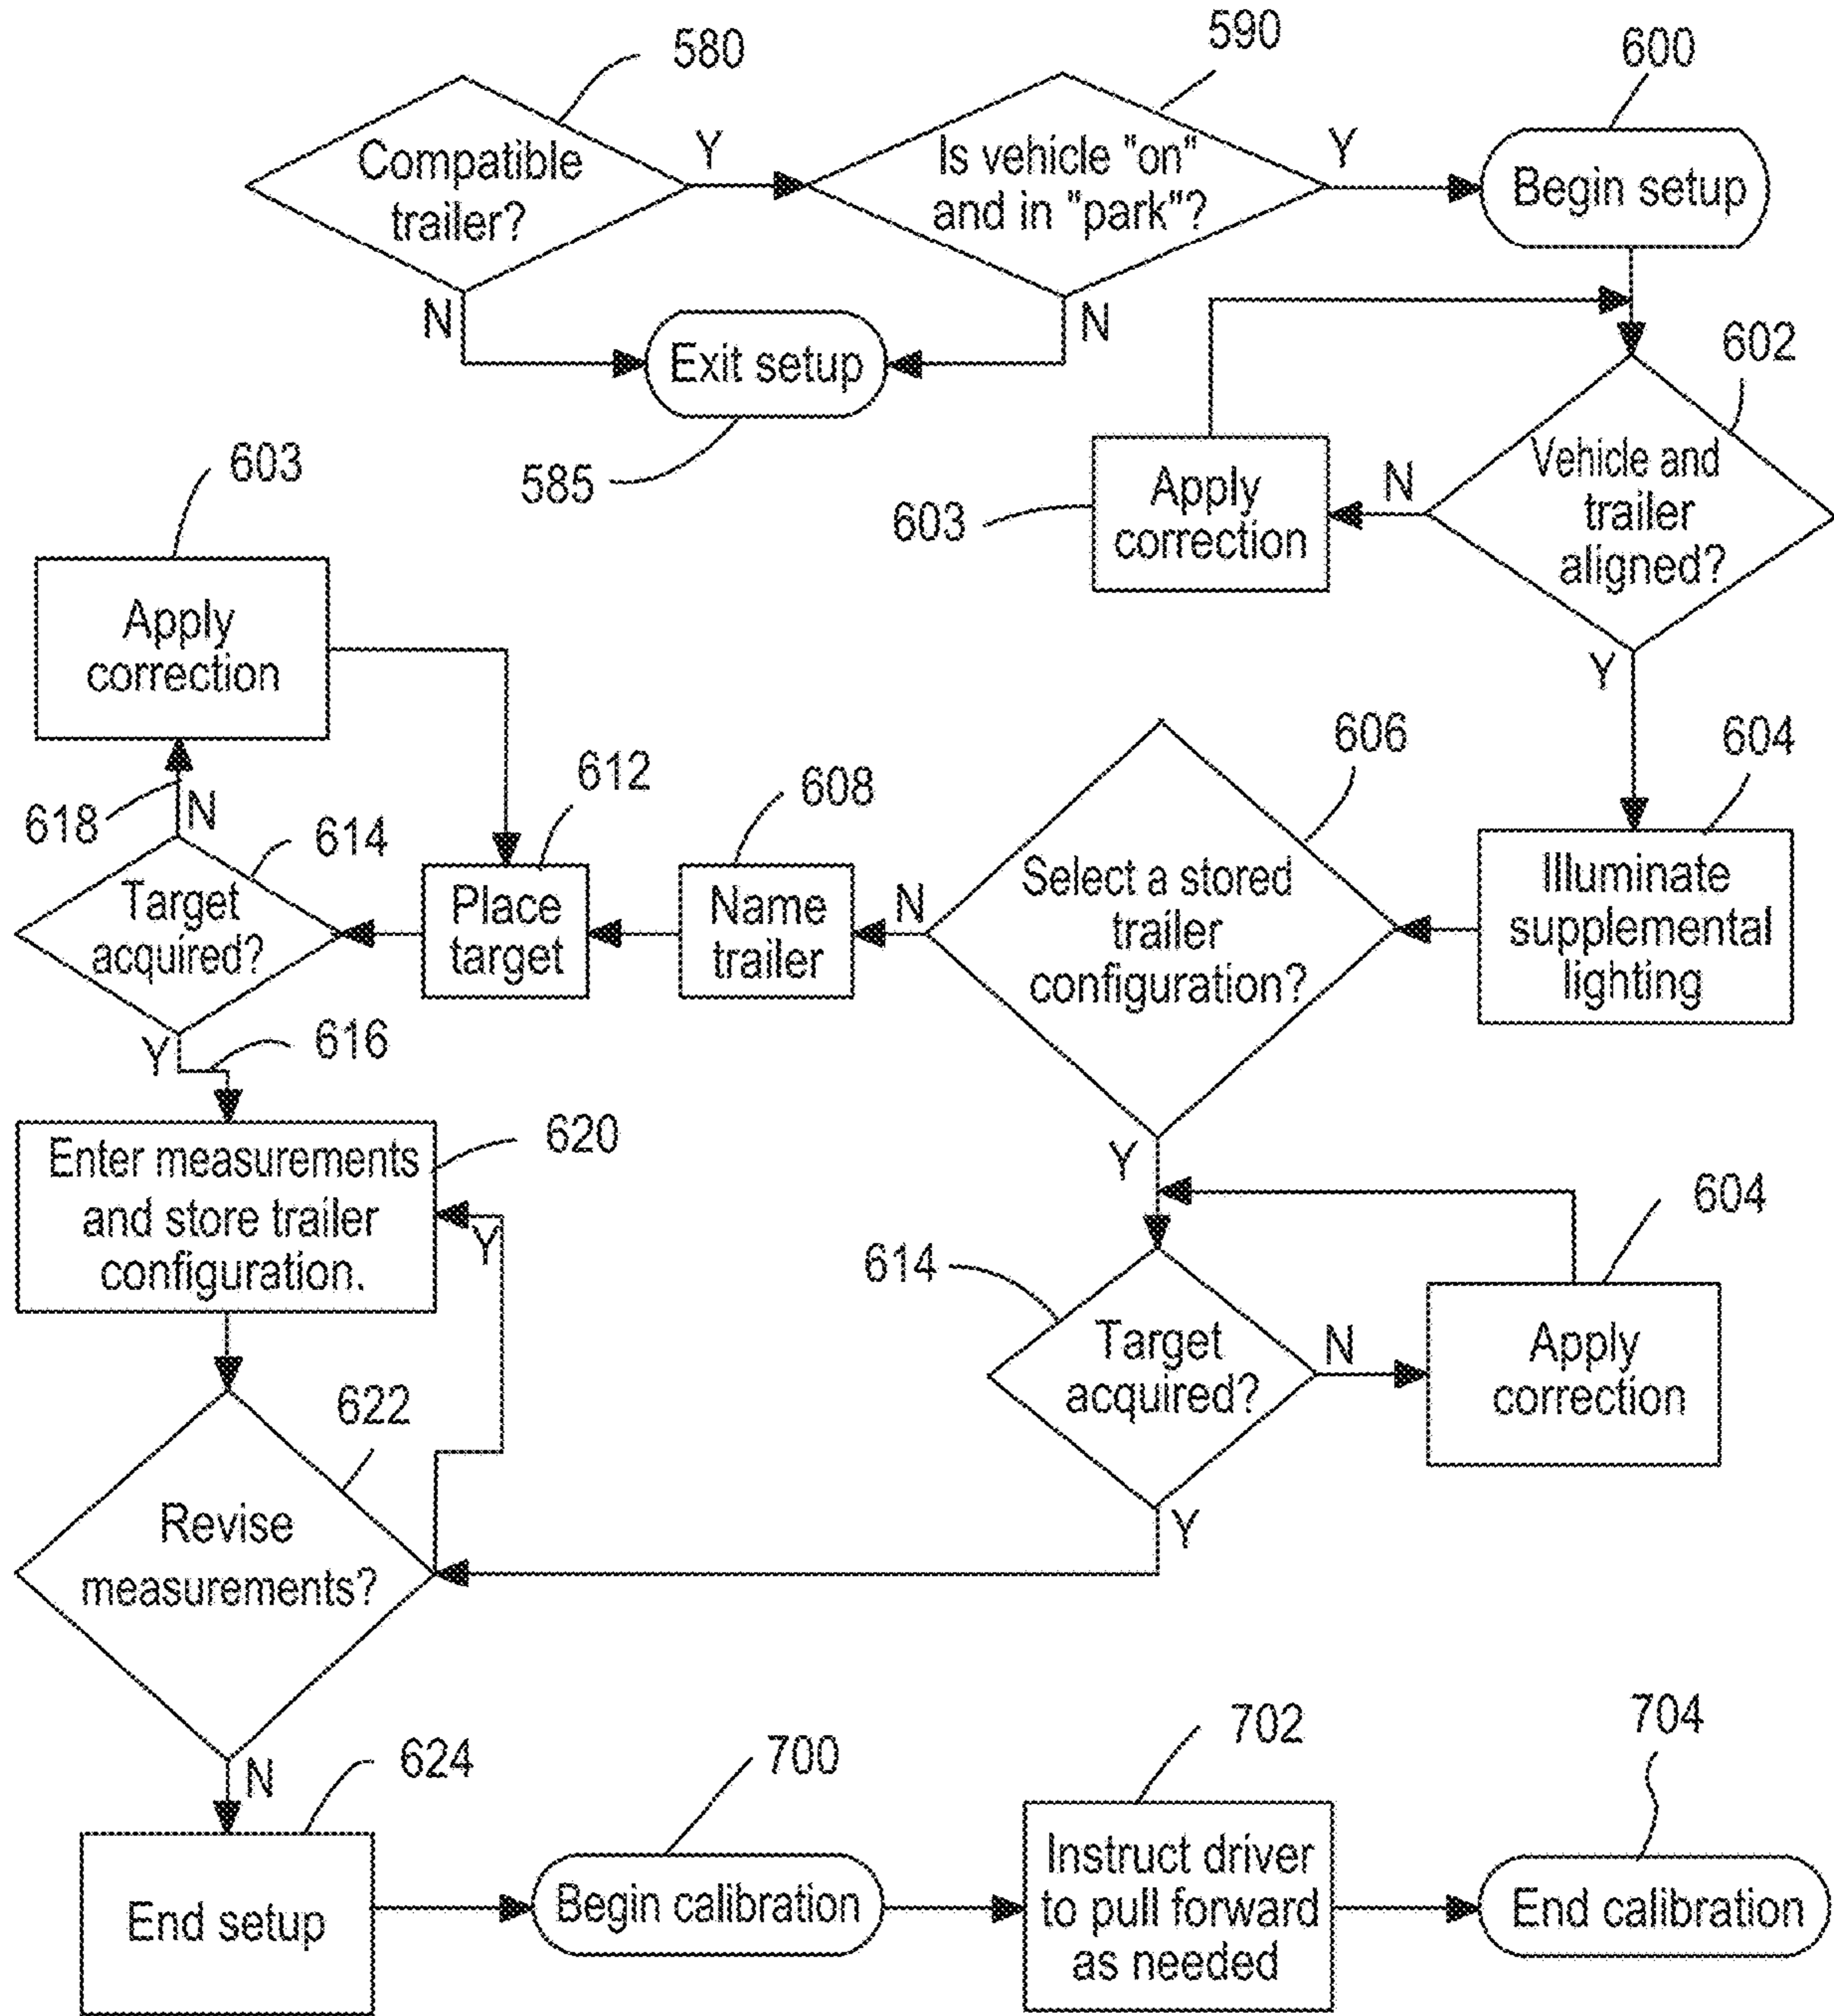 580
590
600
Compatible
trailer?
Y
Is vehicle "on"
and in "park"?
Y
Begin setup
N
Exit setup
N
585
602
Vehicle and
trailer
aligned?
N
603
Apply
correction
Y
603
Apply
correction
618
N
614
Target
acquired?
612
Place
target
608
Name
trailer
N
606
Select a stored
trailer
configuration?
604
Illuminate
supplemental
lighting
Y
616
620
Enter measurements
and store trailer
configuration.
Y
Y
614
Target
acquired?
N
604
Apply
correction
Y
622
Revise
measurements?
N
624
End setup
700
Begin calibration
702
Instruct driver
to pull forward
as needed
704
End calibration